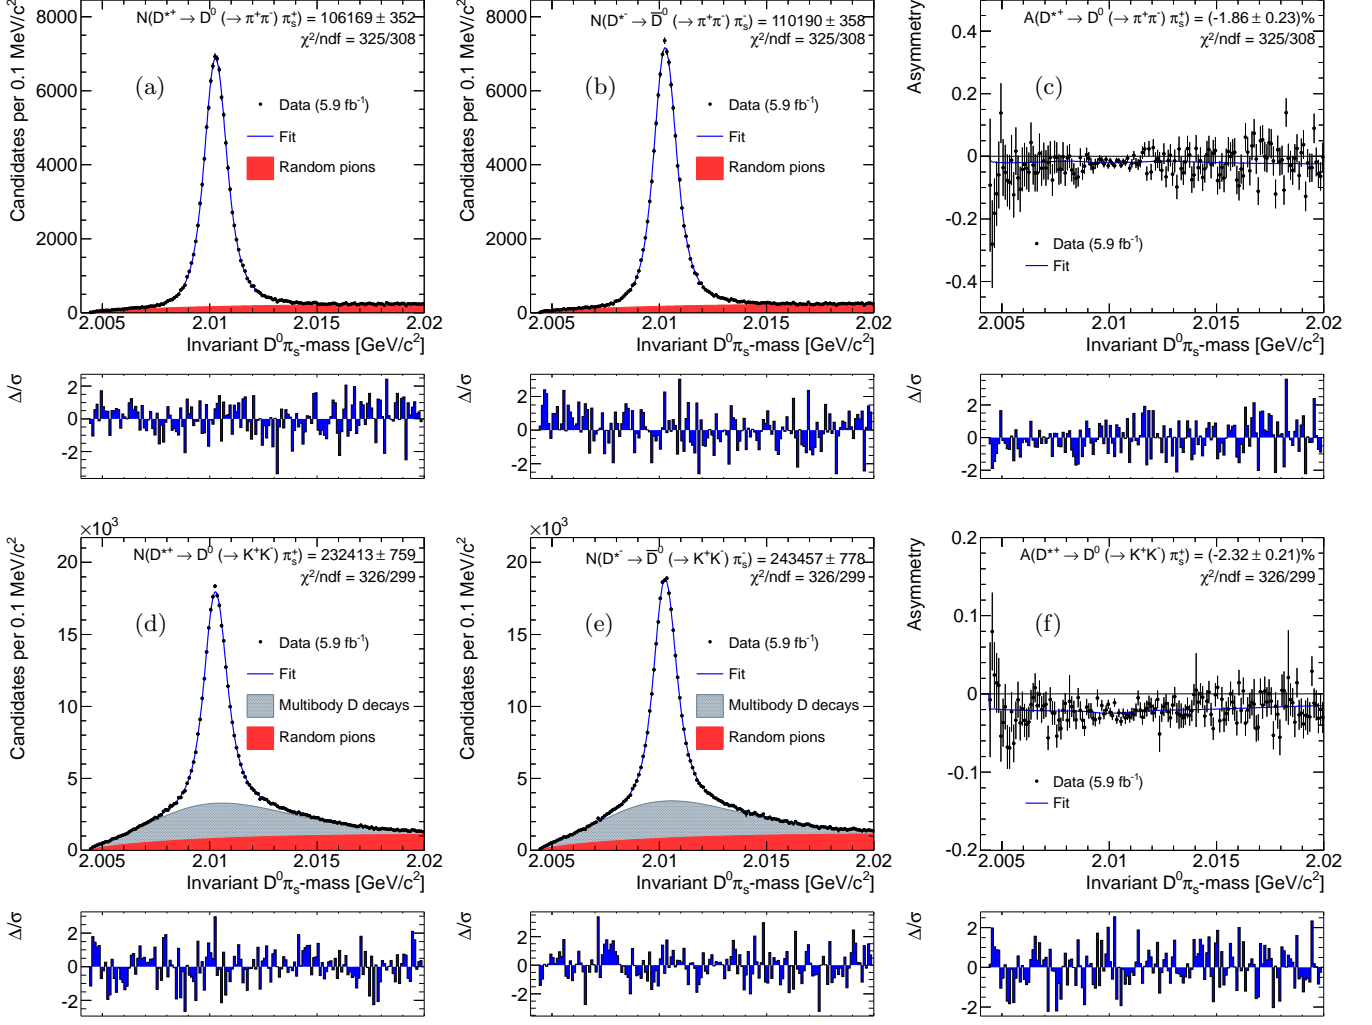 N(D*+ → D0 (→ π+π-) πs+) = 106169 ± 352
χ2/ndf = 325/308
(a)
Data (5.9 fb-1)
Fit
Random pions
Candidates per 0.1 MeV/c2
8000
6000
4000
2000
0
2.005 2.01 2.015 2.02
Invariant D0πs-mass [GeV/c2]
Δ/σ
2
0
-2
N(D*- → D̅0 (→ π+π-) πs-) = 110190 ± 358
χ2/ndf = 325/308
(b)
Data (5.9 fb-1)
Fit
Random pions
Candidates per 0.1 MeV/c2
8000
6000
4000
2000
0
2.005 2.01 2.015 2.02
Invariant D0πs-mass [GeV/c2]
Δ/σ
2
0
-2
A(D*+ → D0 (→ π+π-) πs+) = (-1.86 ± 0.23)%
χ2/ndf = 325/308
(c)
Data (5.9 fb-1)
Fit
Asymmetry
0.4
0.2
0
-0.2
-0.4
2.005 2.01 2.015 2.02
Invariant D0πs-mass [GeV/c2]
Δ/σ
2
0
-2
×103
N(D*+ → D0 (→ K+K-) πs+) = 232413 ± 759
χ2/ndf = 326/299
(d)
Data (5.9 fb-1)
Fit
Multibody D decays
Random pions
Candidates per 0.1 MeV/c2
20
15
10
5
0
2.005 2.01 2.015 2.02
Invariant D0πs-mass [GeV/c2]
Δ/σ
2
0
-2
×103
N(D*- → D̅0 (→ K+K-) πs-) = 243457 ± 778
χ2/ndf = 326/299
(e)
Data (5.9 fb-1)
Fit
Multibody D decays
Random pions
Candidates per 0.1 MeV/c2
20
15
10
5
0
2.005 2.01 2.015 2.02
Invariant D0πs-mass [GeV/c2]
Δ/σ
2
0
-2
A(D*+ → D0 (→ K+K-) πs+) = (-2.32 ± 0.21)%
χ2/ndf = 326/299
(f)
Data (5.9 fb-1)
Fit
Asymmetry
0.2
0.1
0
-0.1
-0.2
2.005 2.01 2.015 2.02
Invariant D0πs-mass [GeV/c2]
Δ/σ
2
0
-2